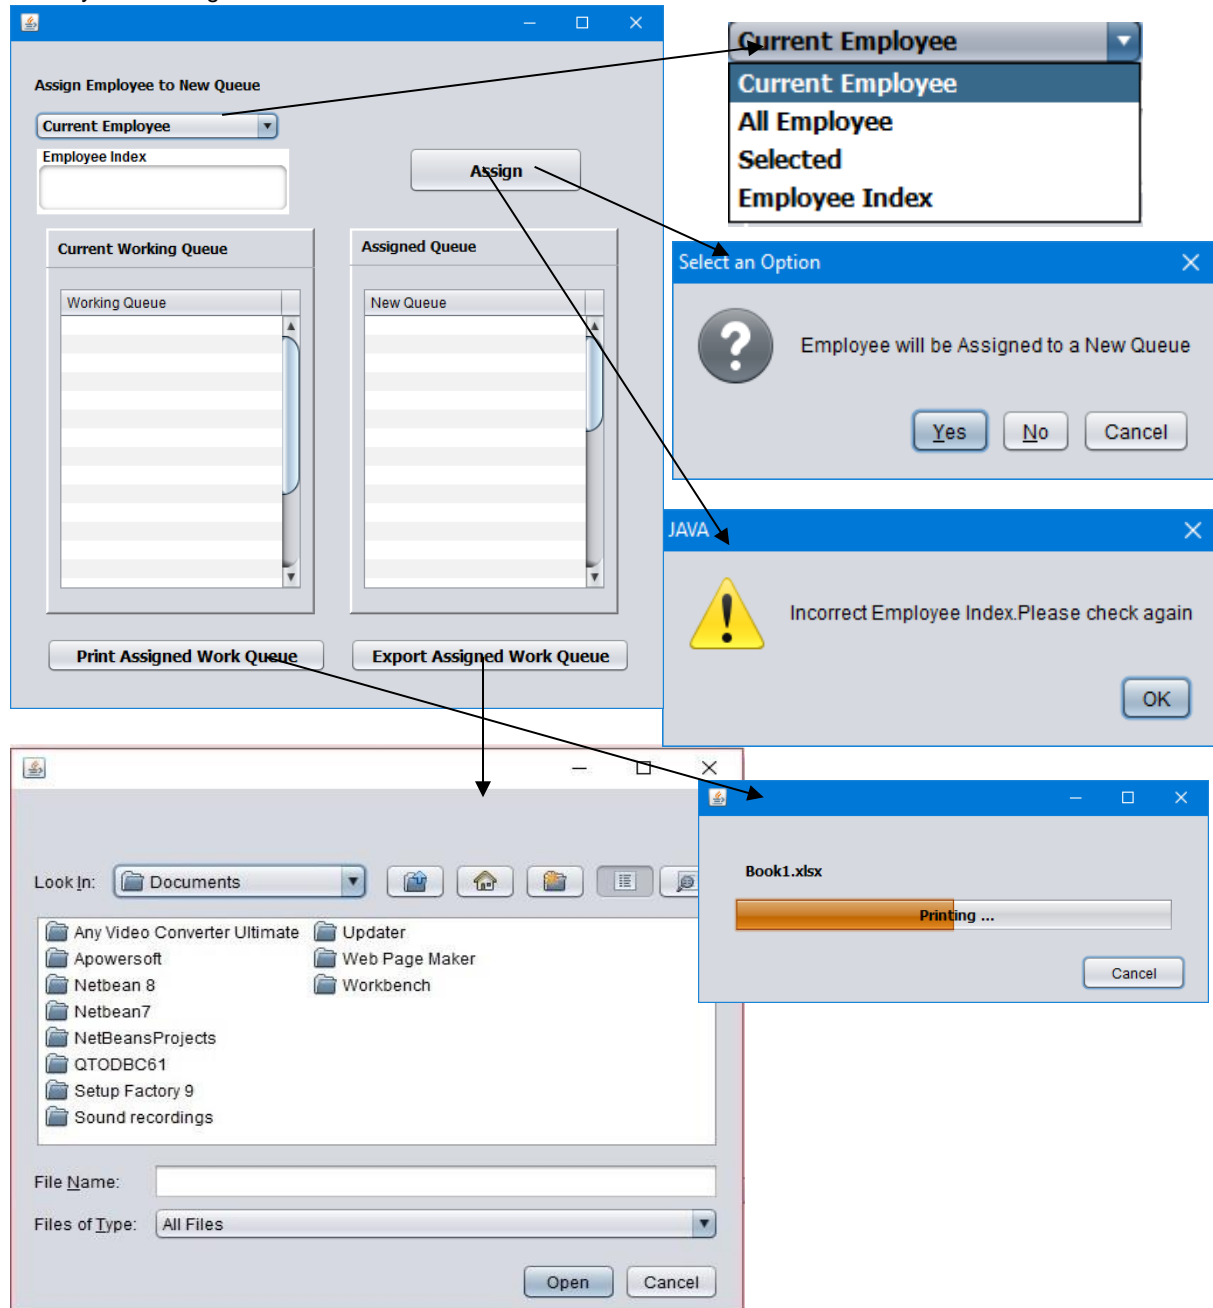 Assign Employee to New Queue
Current Employee
Employee Index
Assign
Current Working Queue
Working Queue
Assigned Queue
New Queue
Print Assigned Work Queue
Export Assigned Work Queue
Current Employee
Current Employee
All Employee
Selected
Employee Index
Select an Option
Employee will be Assigned to a New Queue
Yes No Cancel
JAVA
Incorrect Employee Index.Please check again
OK
Look In: Documents
Any Video Converter Ultimate
Apowersoft
Netbean 8
Netbean7
NetBeansProjects
QTODBC61
Setup Factory 9
Sound recordings
Updater
Web Page Maker
Workbench
File Name:
Files of Type: All Files
Open Cancel
Book1.xlsx
Printing ...
Cancel